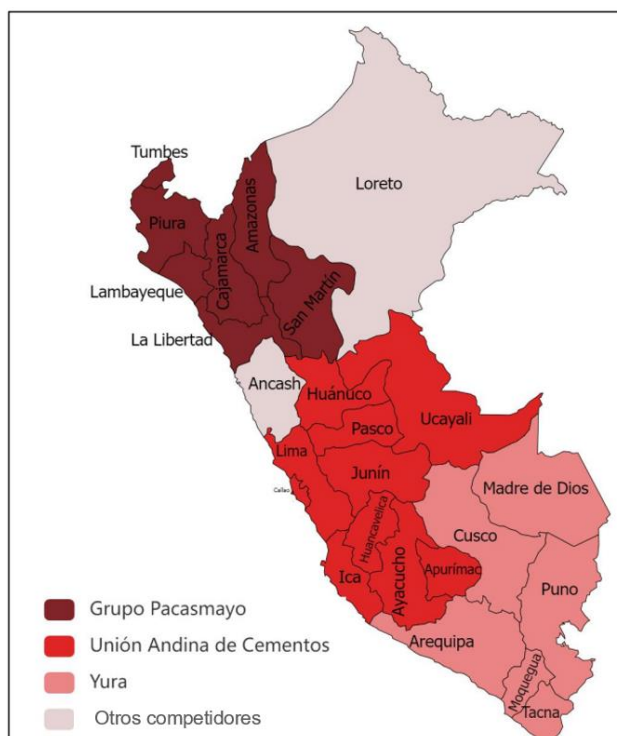 Tumbes
Loreto
Piura
Amazonas
Cajamarca
Lambayeque
San Martin
La Libertad
Ancash
Huánuco
Ucayali
Pasco
Lima
Junín
Callao
Madre de Dios
Huancavelica
Cusco
Ica
Ayacucho
Apurímac
Puno
Arequipa
Moquegua
Tacna
Grupo Pacasmayo
Unión Andina de Cementos
Yura
Otros competidores